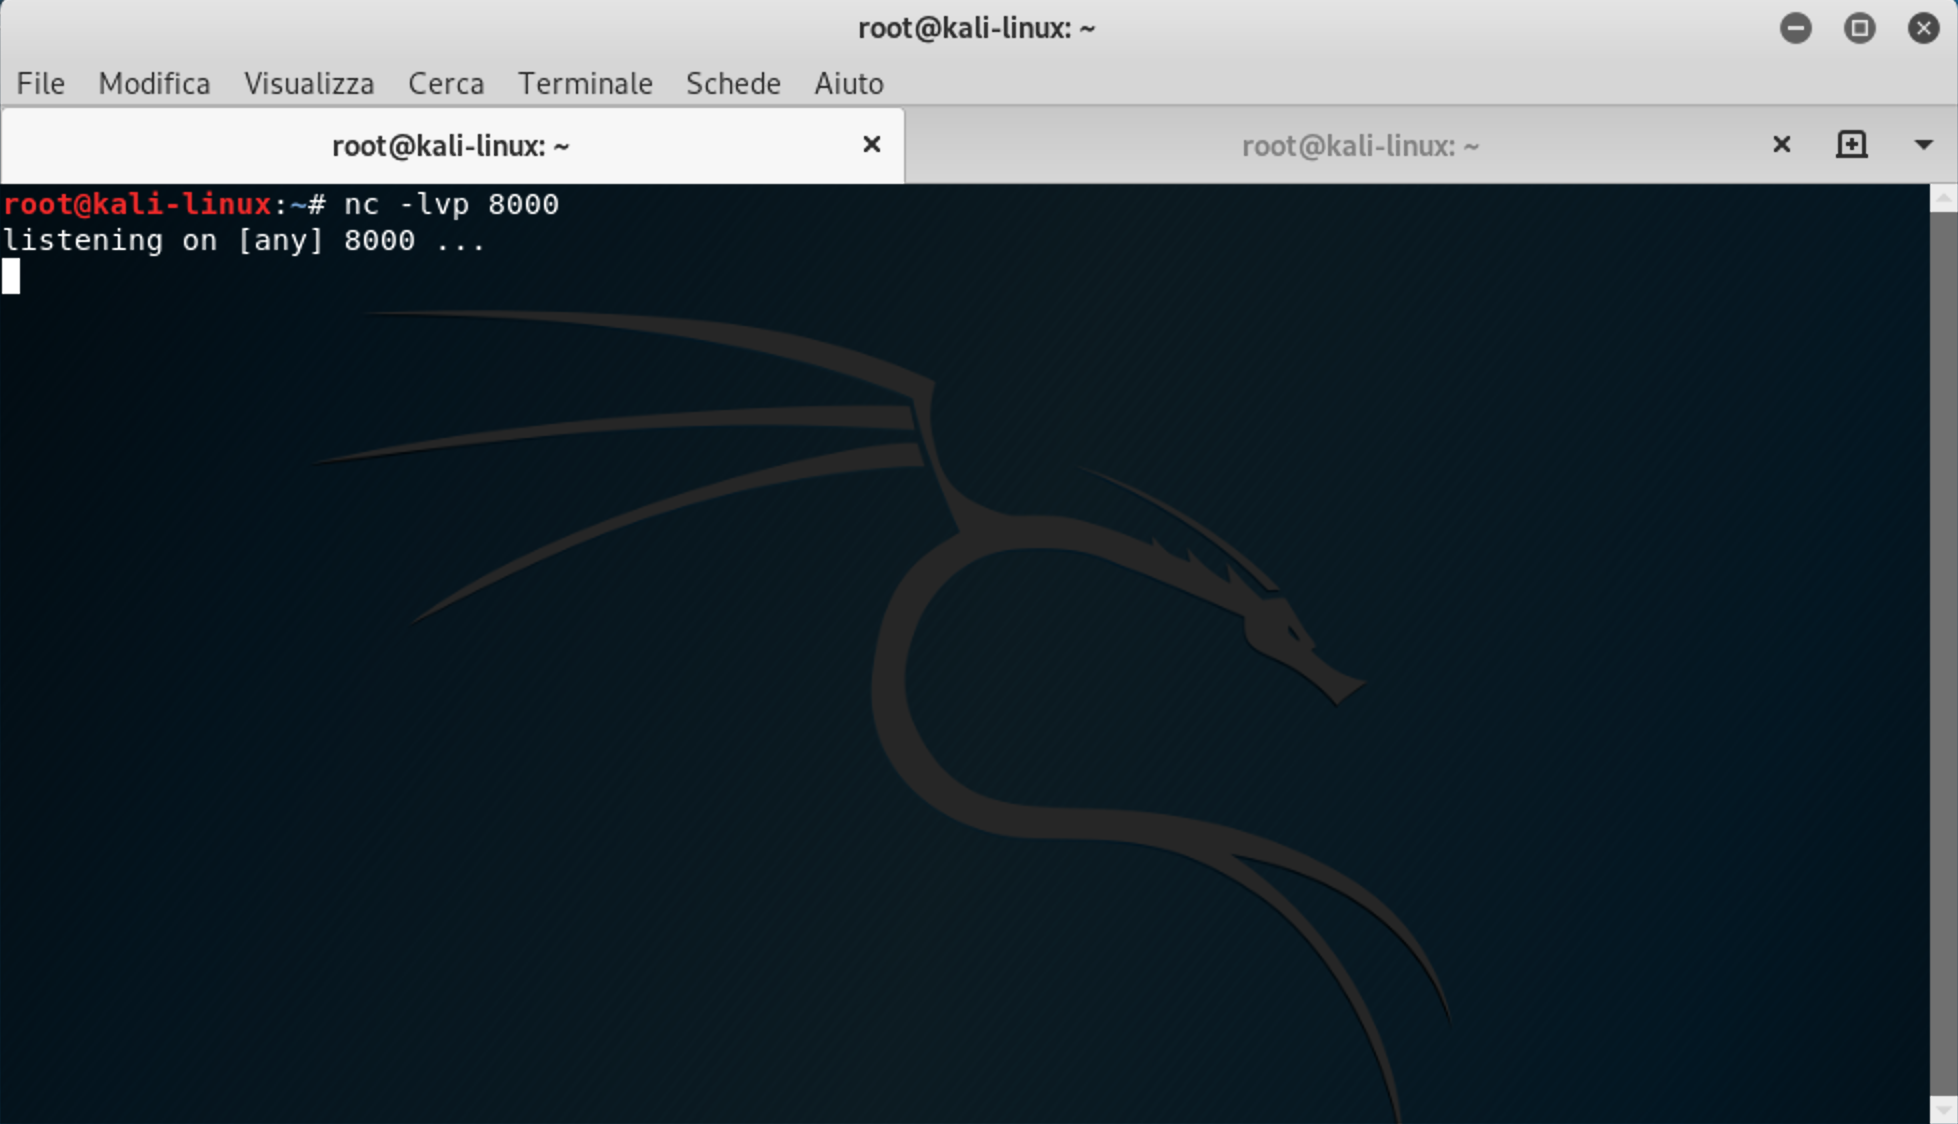 root@kali-linux: ~
File Modifica Visualizza Cerca Terminale Schede Aiuto
root@kali-linux: ~ root@kali-linux: ~
root@kali-linux:~# nc -lvp 8000
listening on [any] 8000 ...